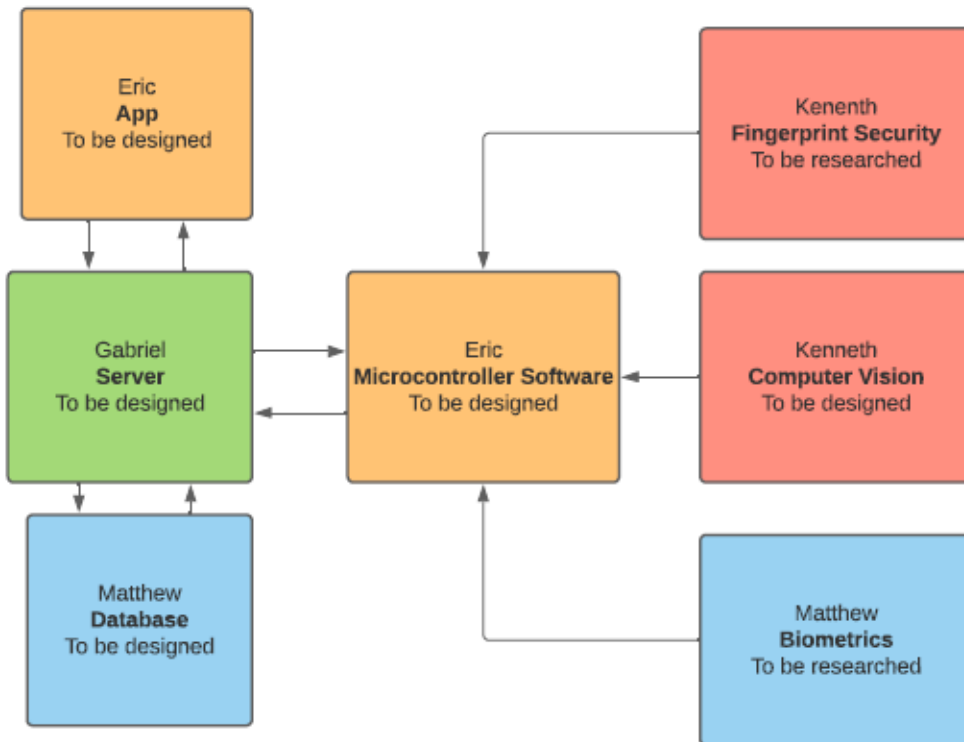 Eric
App
To be designed
Kenenth
Fingerprint Security
To be researched
Gabriel
Server
To be designed
Eric
Microcontroller Software
To be designed
Kenneth
Computer Vision
To be designed
Matthew
Database
To be designed
Matthew
Biometrics
To be researched